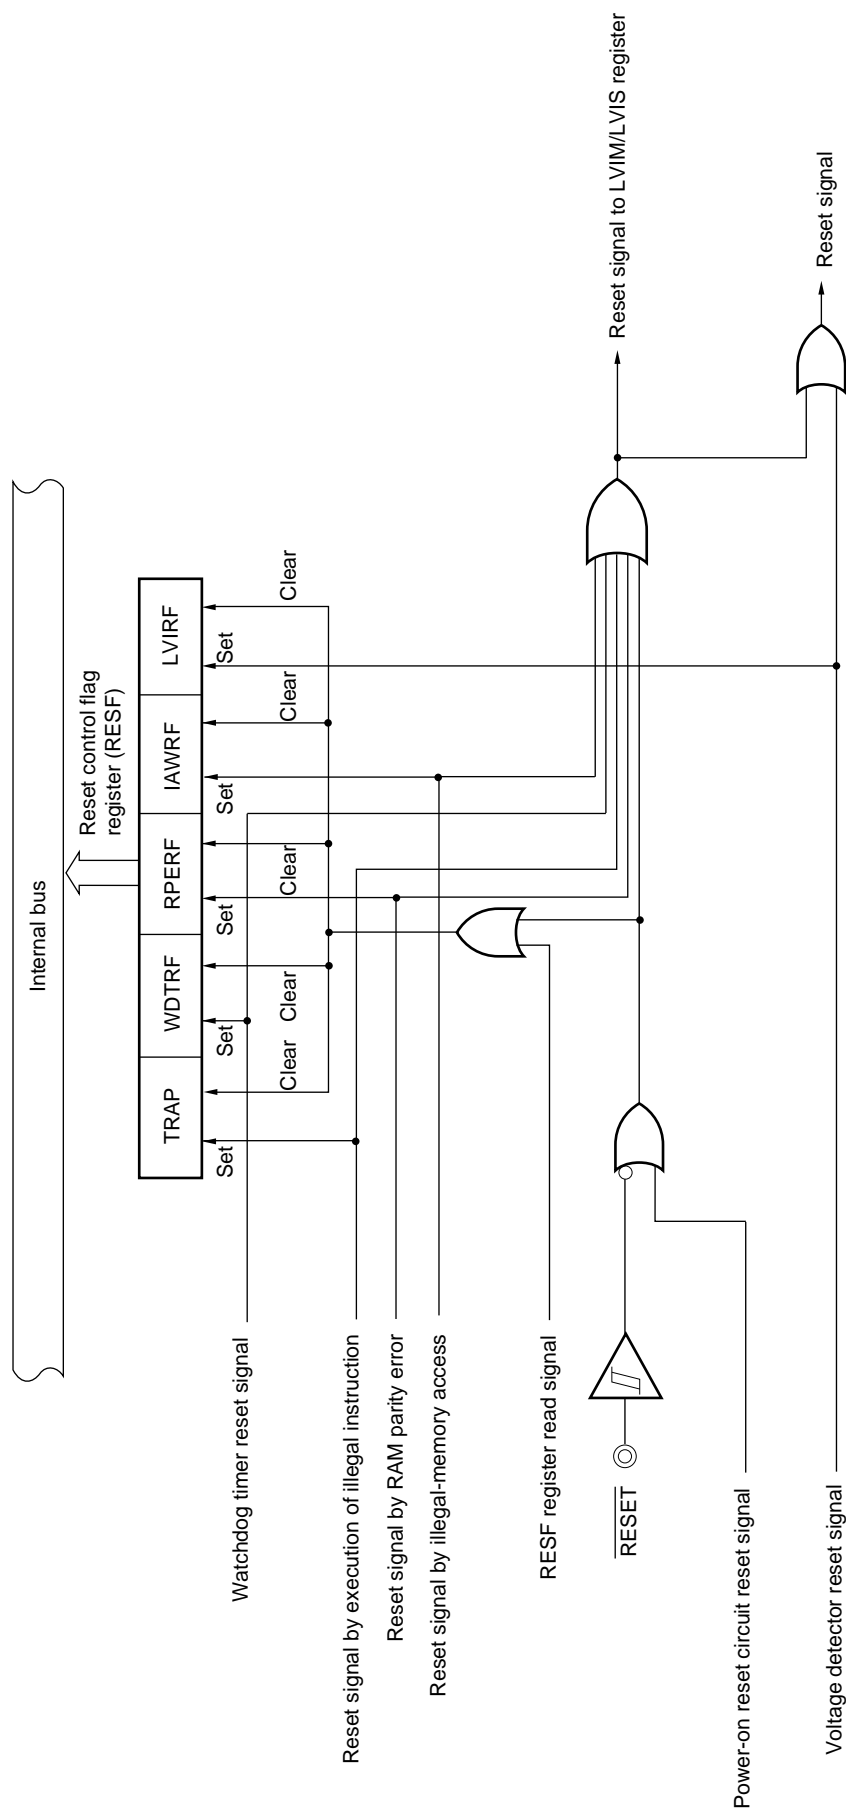 Internal bus
Reset control flag
register (RESF)
TRAP
WDTRF
RPERF
IAWRF
LVIRF
Set
Clear
Set
Clear
Set
Clear
Set
Clear
Set
Clear
Watchdog timer reset signal
Reset signal by execution of illegal instruction
Reset signal by RAM parity error
Reset signal by illegal-memory access
RESF register read signal
RESET
Power-on reset circuit reset signal
Voltage detector reset signal
Reset signal to LVIM/LVIS register
Reset signal